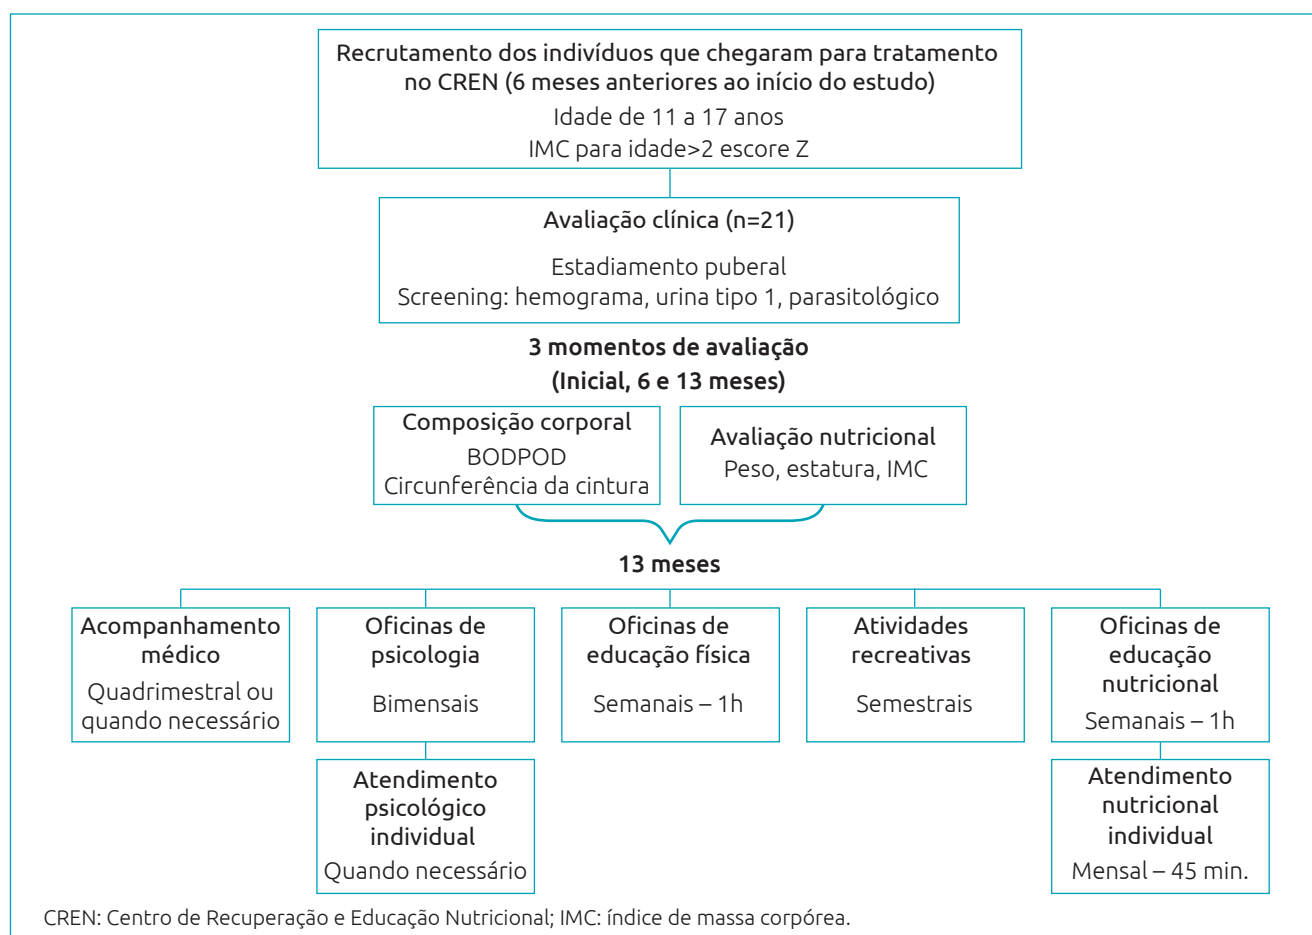 Recrutamento dos indivíduos que chegaram para tratamento
no CREN (6 meses anteriores ao início do estudo)
Idade de 11 a 17 anos
IMC para idade>2 escore Z
Avaliação clínica (n=21)
Estadiamento puberal
Screening: hemograma, urina tipo 1, parasitológico
3 momentos de avaliação
(Inicial, 6 e 13 meses)
Composição corporal
BODPOD
Circunferência da cintura
Avaliação nutricional
Peso, estatura, IMC
13 meses
Acompanhamento
médico
Quadrimestral ou
quando necessário
Oficinas de
psicologia
Bimensais
Oficinas de
educação física
Semanais – 1h
Atividades
recreativas
Semestrais
Oficinas de
educação
nutricional
Semanais – 1h
Atendimento
psicológico
individual
Quando necessário
Atendimento
nutricional
individual
Mensal – 45 min.
CREN: Centro de Recuperação e Educação Nutricional; IMC: índice de massa corpórea.